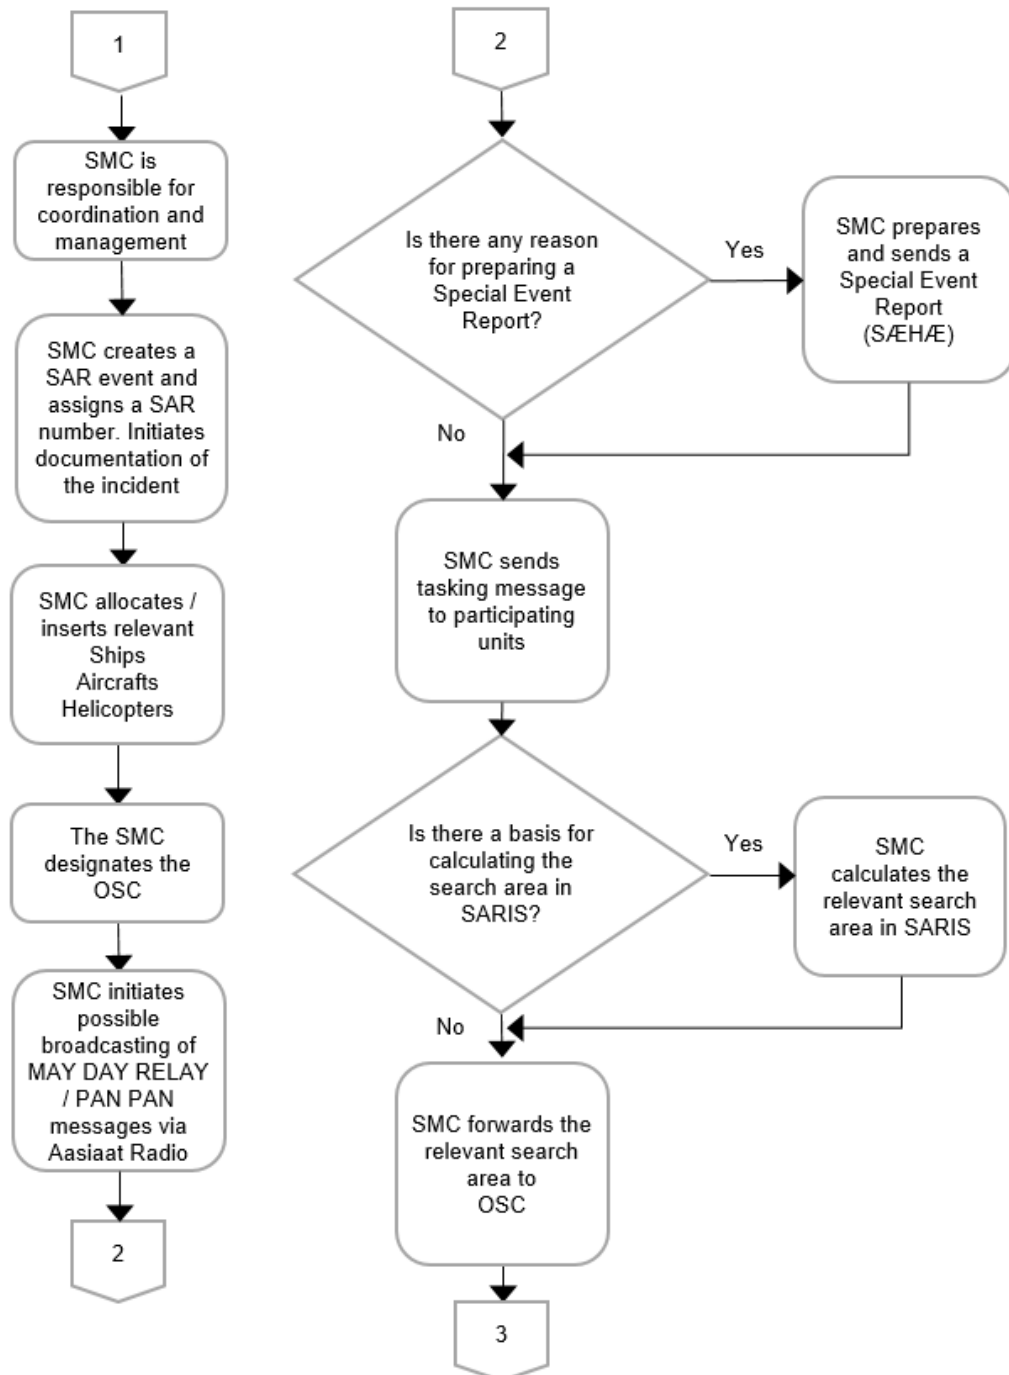 1
SMC is
responsible for
coordination and
management
SMC creates a
SAR event and
assigns a SAR
number. Initiates
documentation of
the incident
SMC allocates /
inserts relevant
Ships
Aircrafts
Helicopters
The SMC
designates the
OSC
SMC initiates
possible
broadcasting of
MAY DAY RELAY
/ PAN PAN
messages via
Aasiaat Radio
2
2
Is there any reason
for preparing a
Special Event
Report?
Yes
SMC prepares
and sends a
Special Event
Report
(SÆHÆ)
No
SMC sends
tasking message
to participating
units
Is there a basis for
calculating the
search area in
SARIS?
Yes
SMC
calculates the
relevant search
area in SARIS
No
SMC forwards the
relevant search
area to
OSC
3